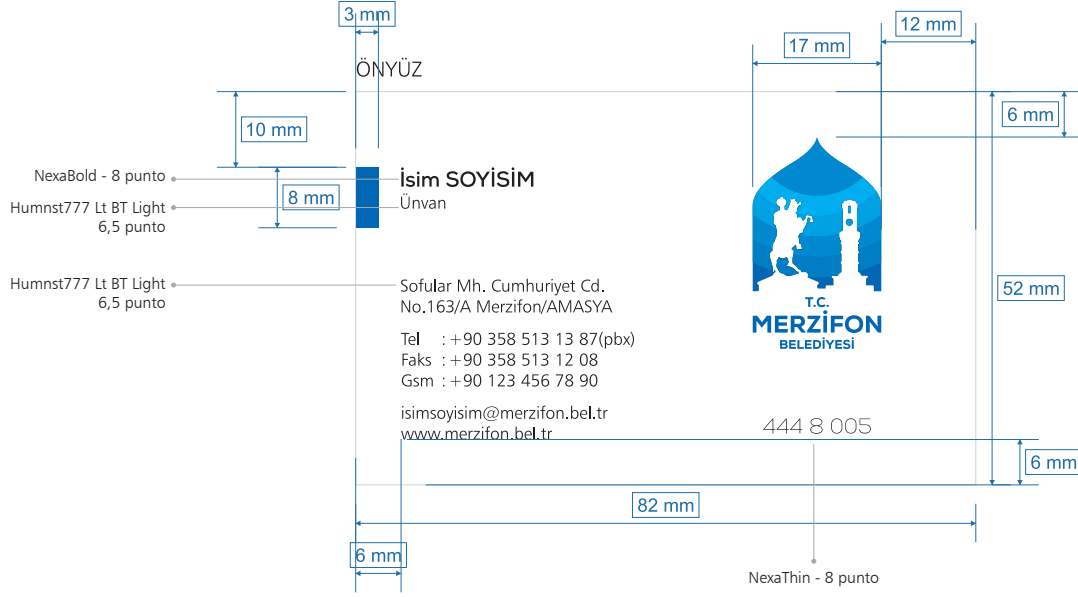 3 mm
12 mm
17 mm
ÖNYÜZ
6 mm
10 mm
NexaBold - 8 punto
İsim SOYİSİM
8 mm
Humnst777 Lt BT Light
6,5 punto
Ünvan
Humnst777 Lt BT Light
6,5 punto
Sofular Mh. Cumhuriyet Cd.
No.163/A Merzifon/AMASYA
52 mm
T.C.
MERZİFON
BELEDİYESİ
Tel : +90 358 513 13 87(pbx)
Faks : +90 358 513 12 08
Gsm : +90 123 456 78 90
isimsoyisim@merzifon.bel.tr
www.merzifon.bel.tr
444 8 005
6 mm
82 mm
6 mm
NexaThin - 8 punto